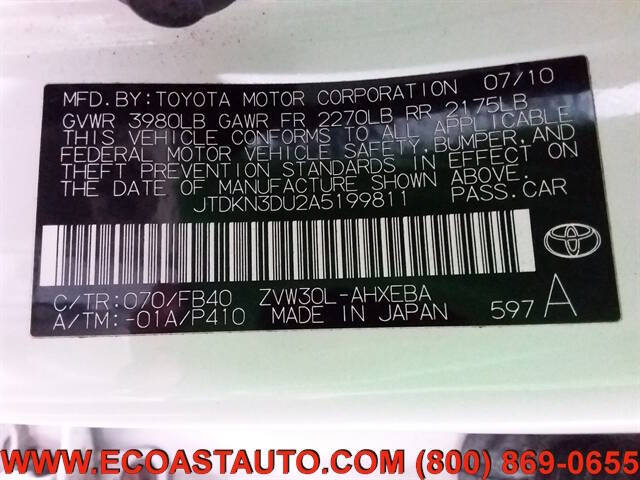 MFD.BY:TOYOTA MOTOR CORPORATION 07/10
GVWR 3980LB GAWR FR 2270LB RR 2175LB
THIS VEHICLE CONFORMS TO ALL APPLICABLE
FEDERAL MOTOR VEHICLE SAFETY,BUMPER,AND
THEFT PREVENTION STANDARDS IN EFFECT ON
THE DATE OF MANUFACTURE SHOWN ABOVE.
JTDKN3DU2A5199811 PASS.CAR
C/TR:070/FB40 ZVW30L-AHXEBA
A/TM:-01A/P410 MADE IN JAPAN 597 A
WWW.ECOASTAUTO.COM (800) 869-0655